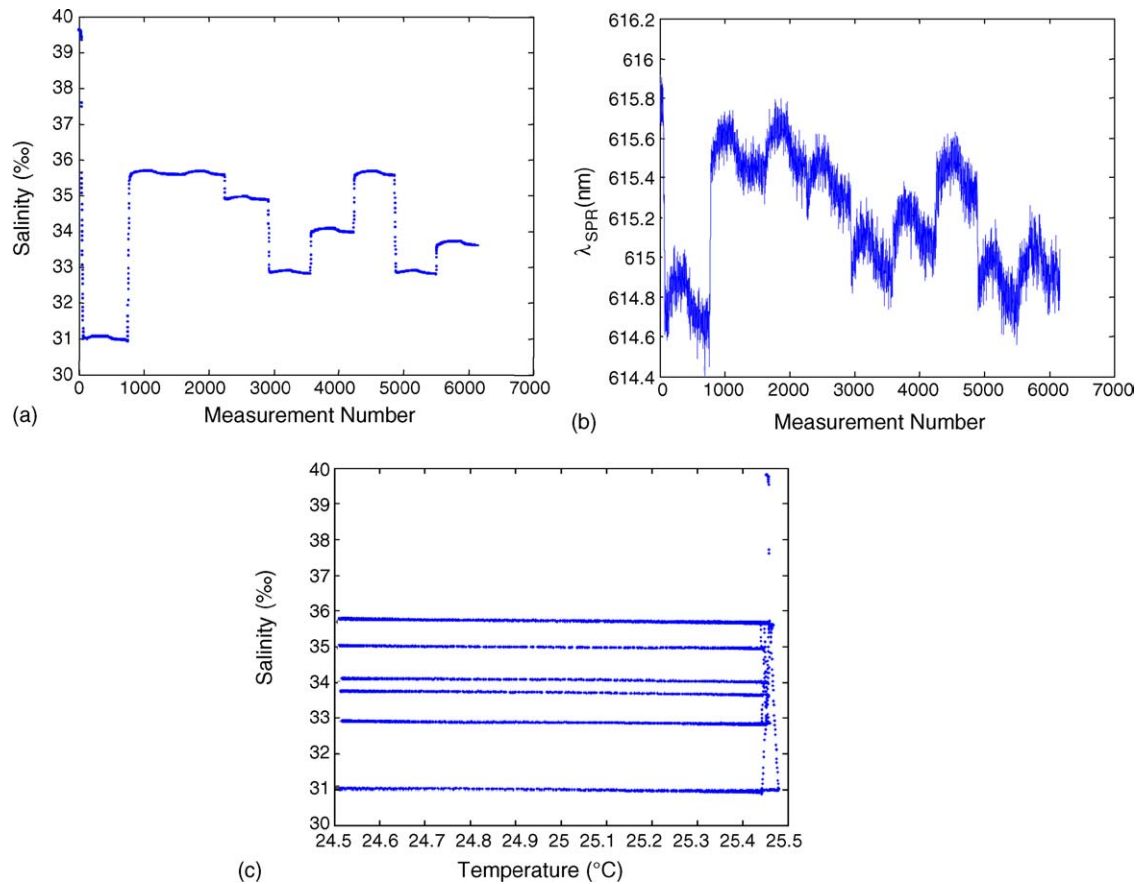 40
39
38
37
36
35
34
33
32
31
30
Salinity (‰)
0 1000 2000 3000 4000 5000 6000 7000
Measurement Number
(a)
616.2
616
615.8
615.6
615.4
615.2
615
614.8
614.6
614.4
λSPR(nm)
0 1000 2000 3000 4000 5000 6000 7000
Measurement Number
(b)
40
39
38
37
36
35
34
33
32
31
30
Salinity (‰)
24.5 24.6 24.7 24.8 24.9 25 25.1 25.2 25.3 25.4 25.5
Temperature (°C)
(c)